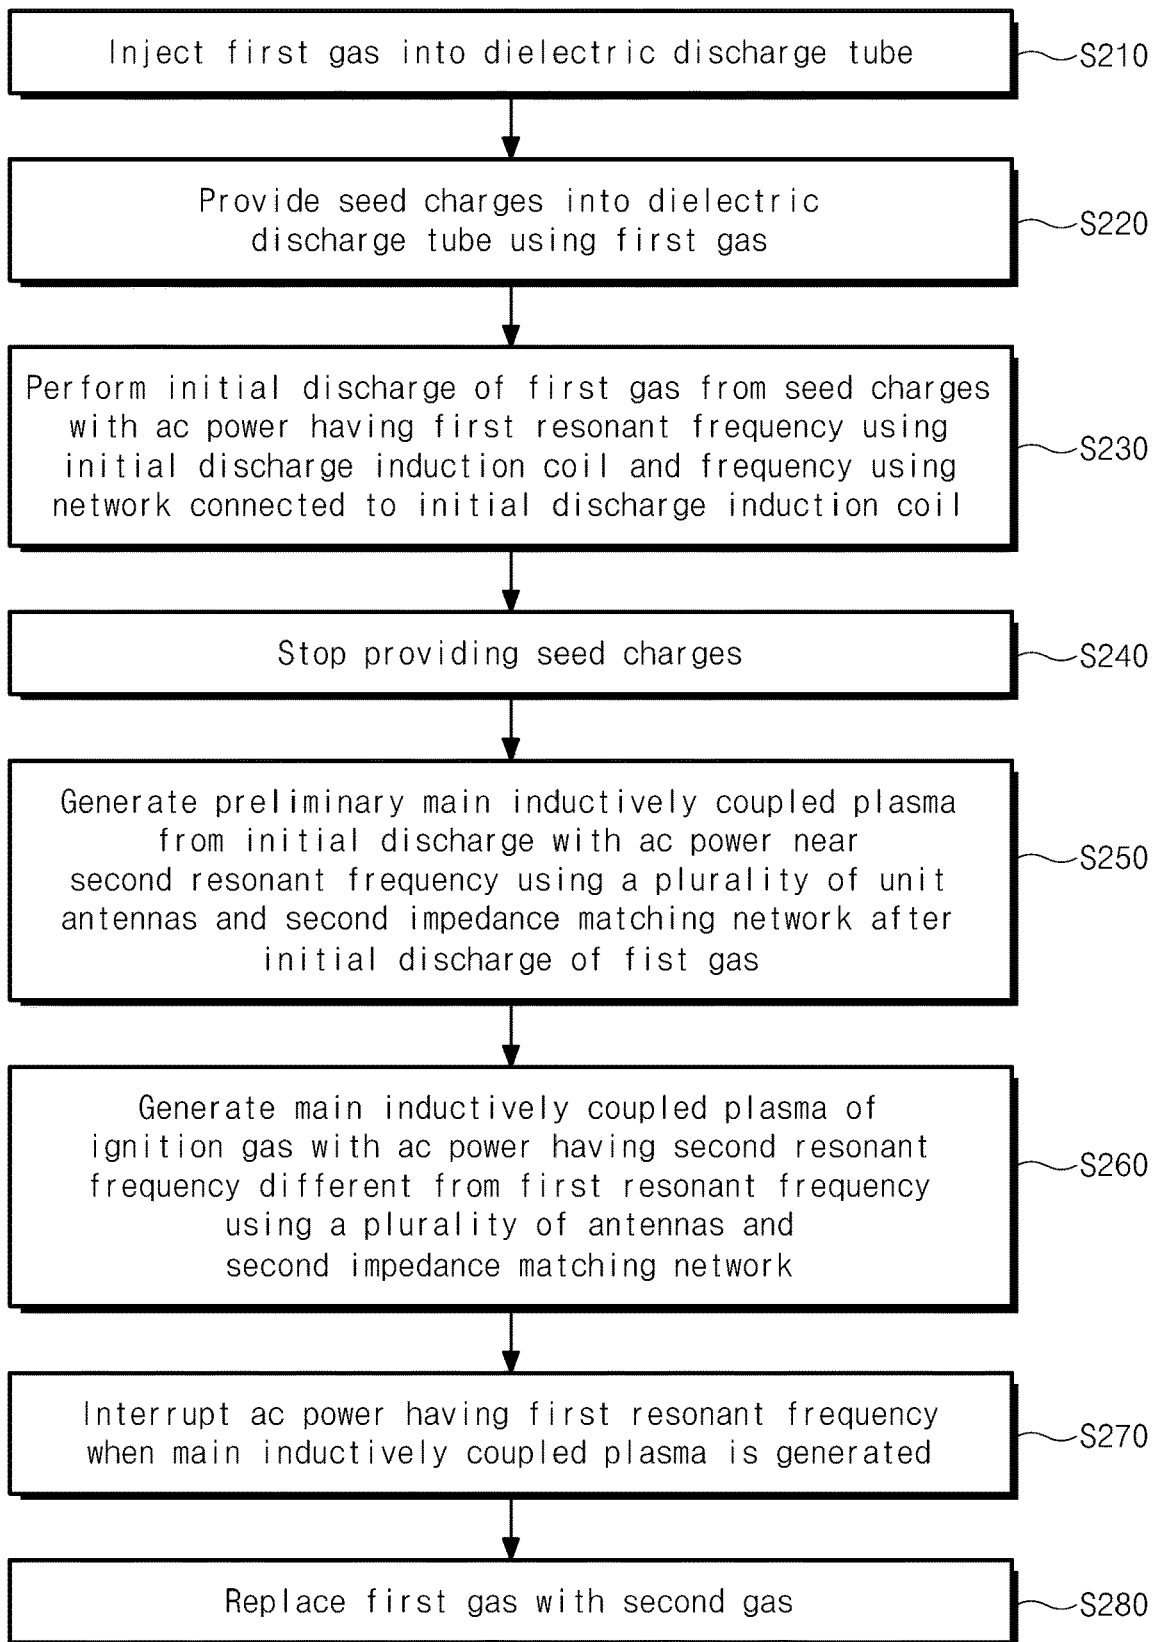 Inject first gas into dielectric discharge tube
S210
Provide seed charges into dielectric
discharge tube using first gas
S220
Perform initial discharge of first gas from seed charges
with ac power having first resonant frequency using
initial discharge induction coil and frequency using
network connected to initial discharge induction coil
S230
Stop providing seed charges
S240
Generate preliminary main inductively coupled plasma
from initial discharge with ac power near
second resonant frequency using a plurality of unit
antennas and second impedance matching network after
initial discharge of fist gas
S250
Generate main inductively coupled plasma of
ignition gas with ac power having second resonant
frequency different from first resonant frequency
using a plurality of antennas and
second impedance matching network
S260
Interrupt ac power having first resonant frequency
when main inductively coupled plasma is generated
S270
Replace first gas with second gas
S280